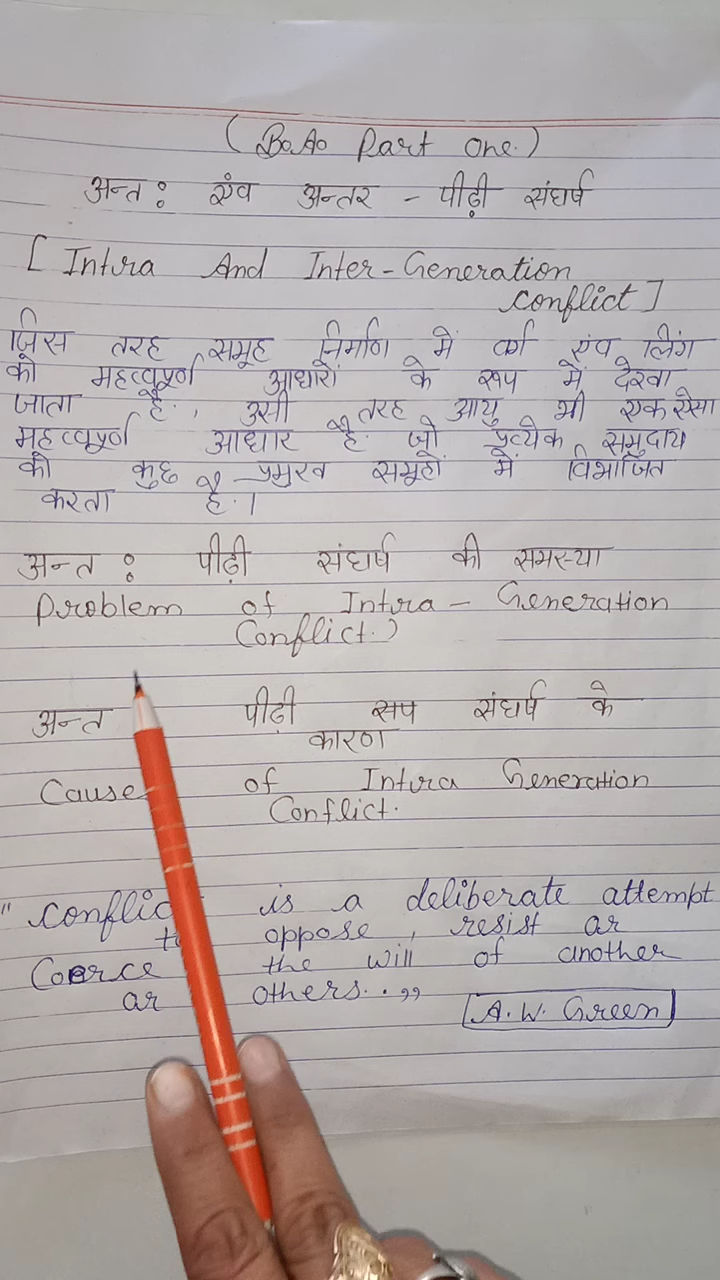 (B.A. Part One.)
अन्त: एंव अन्तर - पीढ़ी संघर्ष
[ Intra And Inter-Generation
conflict ]
जिस तरह समूह निर्माण में वर्ग एंव लिंग
को महत्वपूर्ण आधारों के रूप में देखा
जाता है., उसी तरह आयु भी एक ऐसा
महत्वपूर्ण आधार है. जो प्रत्येक समुदाय
को कुछ प्रमुख समूहों में विभाजित
करता है.।
अन्त : पीढ़ी संघर्ष की समस्या
Problem of Intra - Generation
Conflict.)
अन्त पीढ़ी सप संघर्ष के
कारण
Cause of Intra Generation
Conflict.
" conflic is a deliberate attempt
t oppose, resist ar
Coerce the will of another
ar others.."
[A. W. Green]